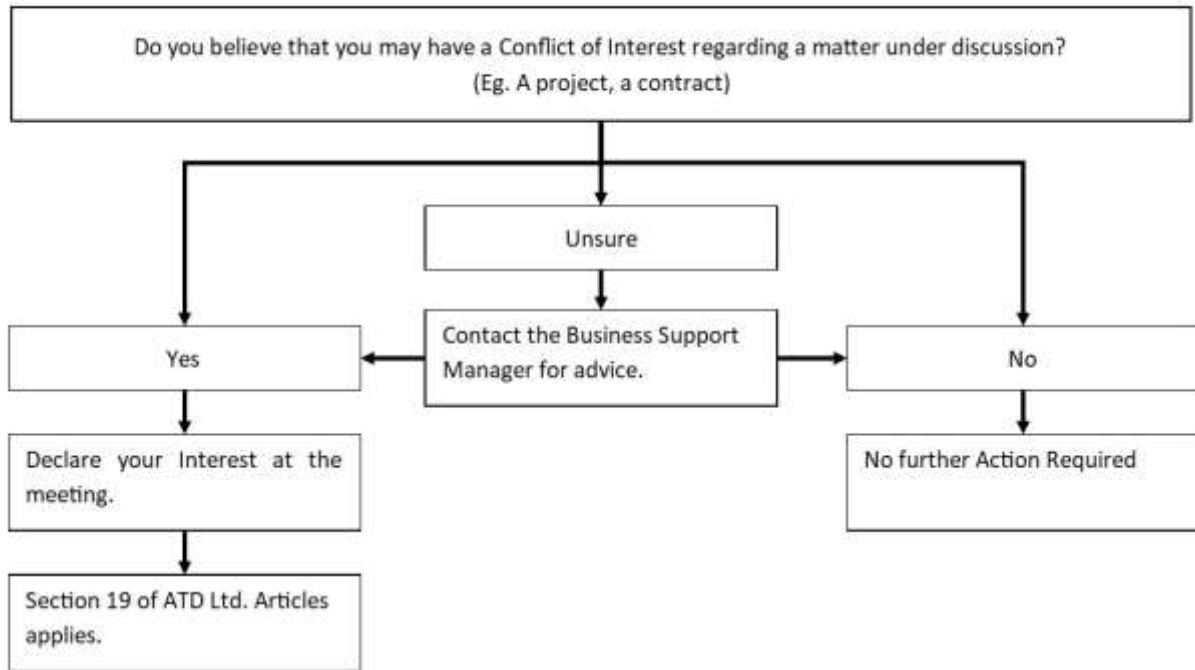 Do you believe that you may have a Conflict of Interest regarding a matter under discussion?
(Eg. A project, a contract)
Unsure
Contact the Business Support
Manager for advice.
Yes
No
Declare your Interest at the
meeting.
No further Action Required
Section 19 of ATD Ltd. Articles
applies.